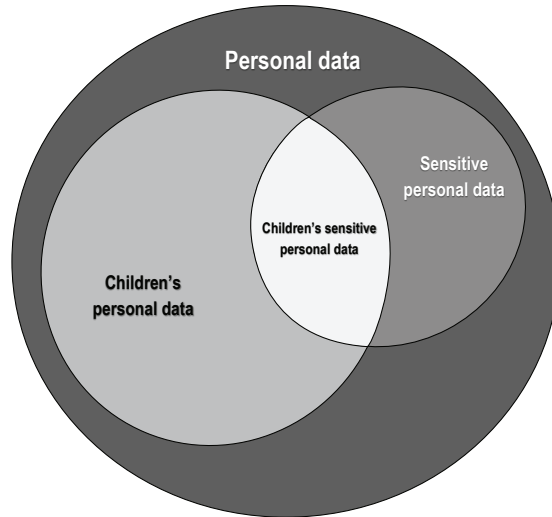 Personal data
Sensitive
personal data
Children’s sensitive
personal data
Children’s
personal data